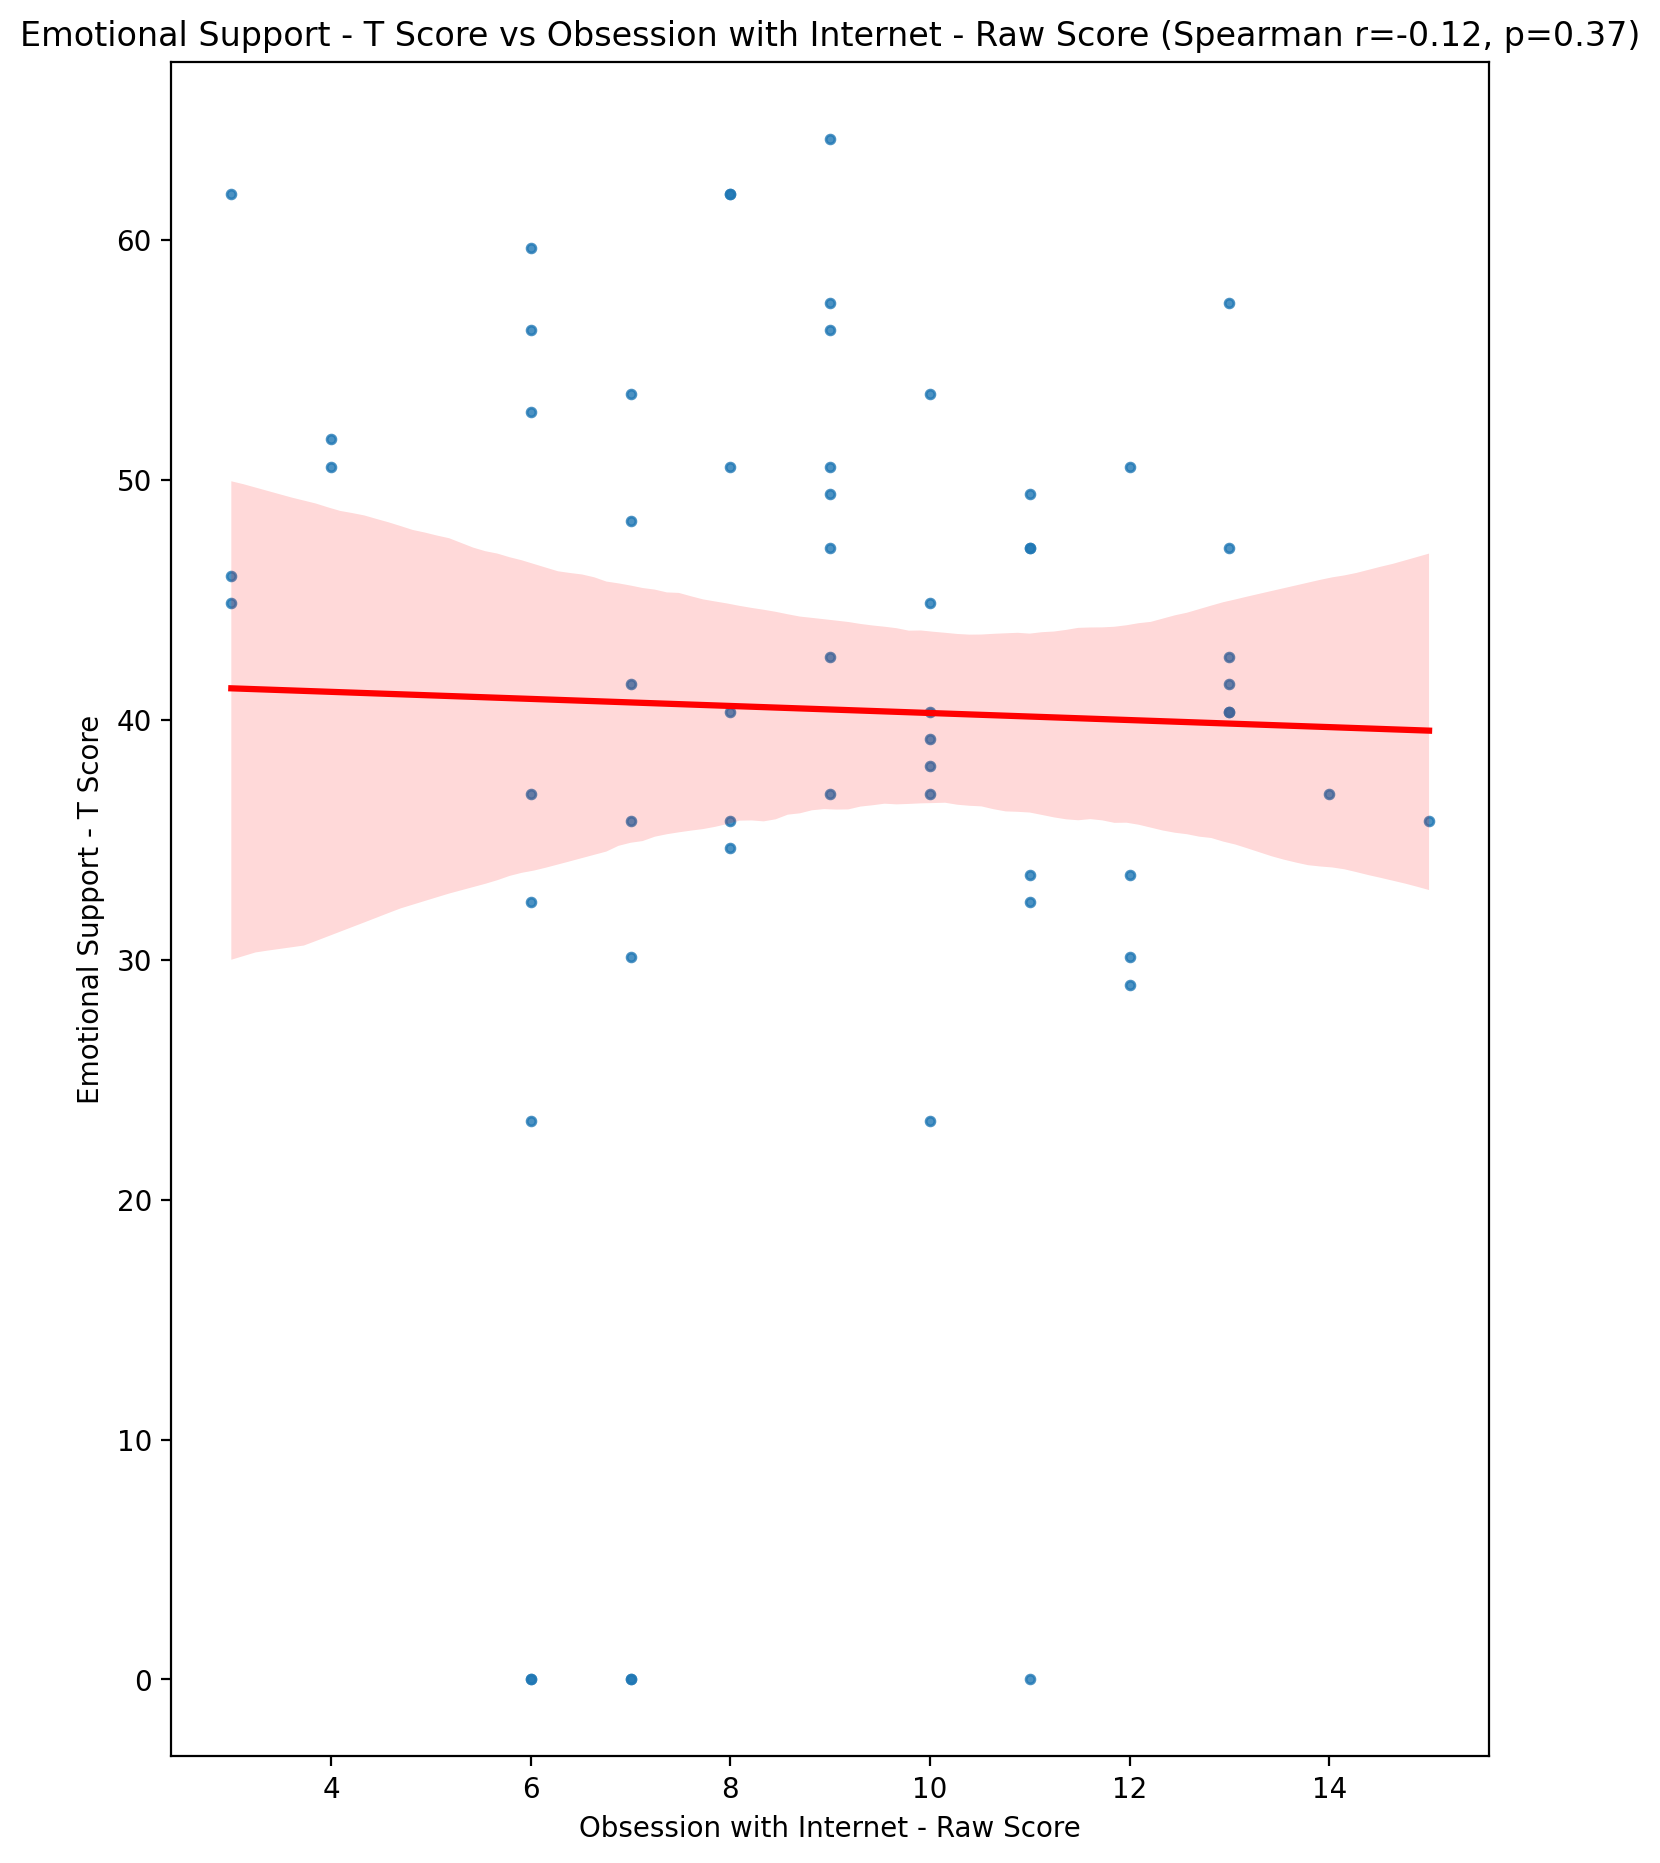 Emotional Support - T Score vs Obsession with Internet - Raw Score (Spearman r=-0.12, p=0.37)
60
50
40
30
20
10
0
Emotional Support - T Score
4 6 8 10 12 14
Obsession with Internet - Raw Score